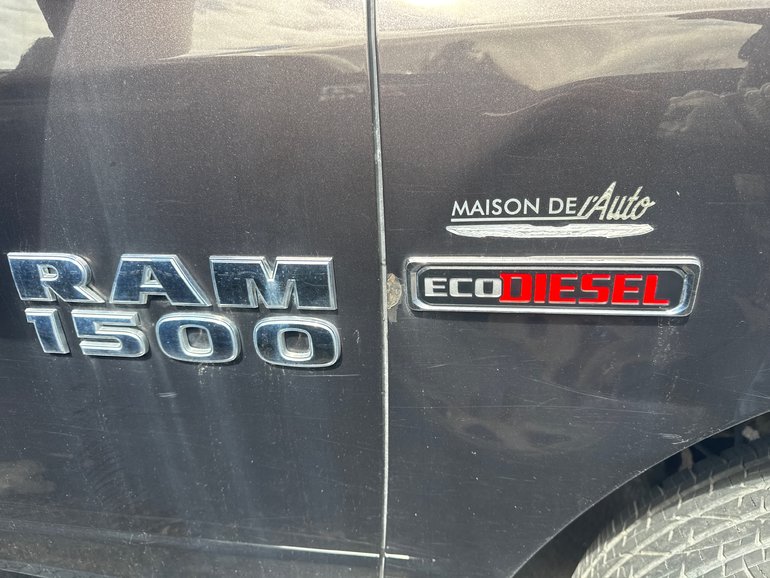 RAM
1500
MAISON DE l'Auto
ECODIESEL